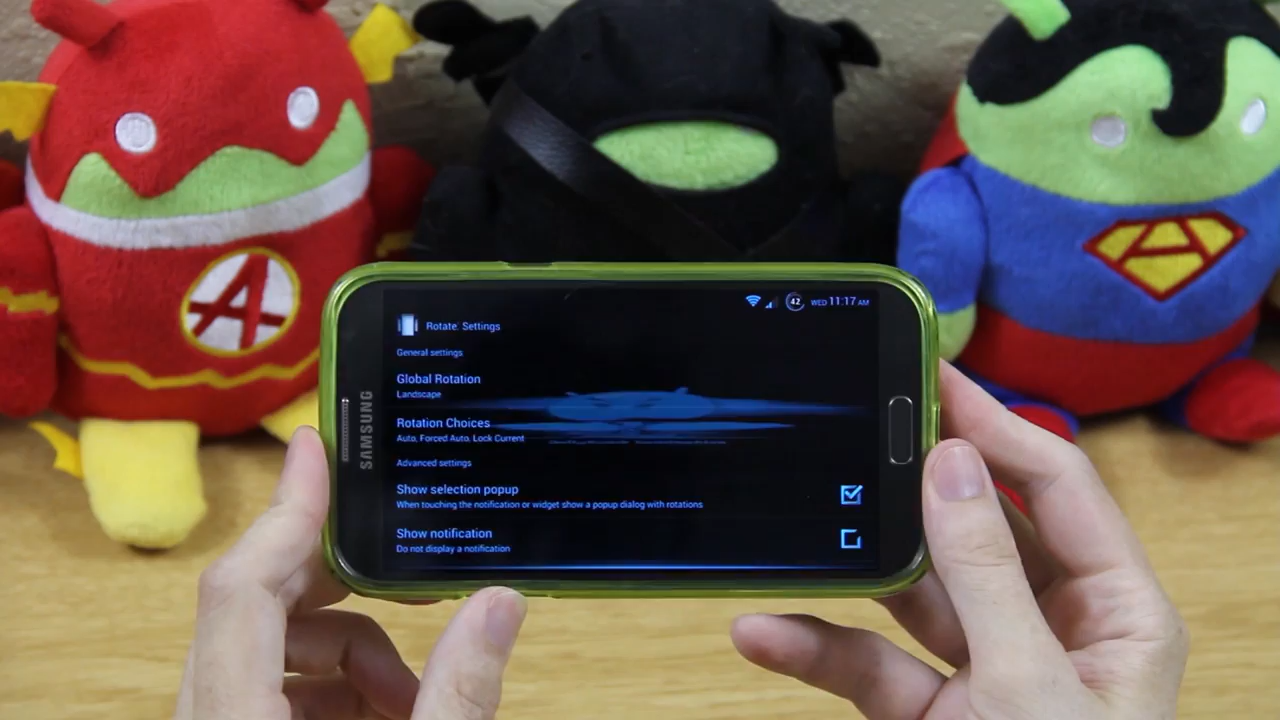 42 WED 11:17 AM
Rotate: Settings
General settings
Global Rotation
Landscape
Rotation Choices
Auto, Forced Auto, Lock Current
Advanced settings
Show selection popup
When touching the notification or widget show a popup dialog with rotations
Show notification
Do not display a notification
SAMSUNG
A
A